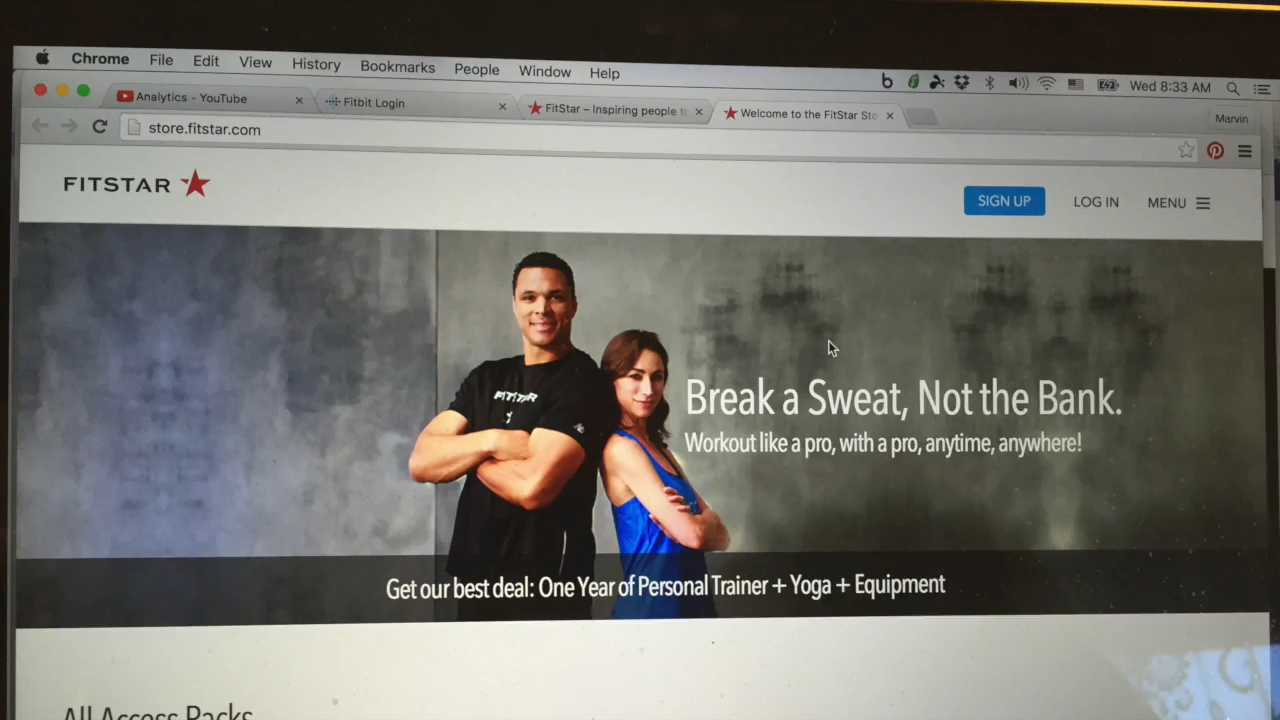 Chrome File Edit View History Bookmarks People Window Help Wed 8:33 AM
Analytics - YouTube Fitbit Login FitStar – Inspiring people t Welcome to the FitStar Sto Marvin
store.fitstar.com
FITSTAR SIGN UP LOG IN MENU
FITSTAR
Break a Sweat, Not the Bank.
Workout like a pro, with a pro, anytime, anywhere!
Get our best deal: One Year of Personal Trainer + Yoga + Equipment
All Access Packs